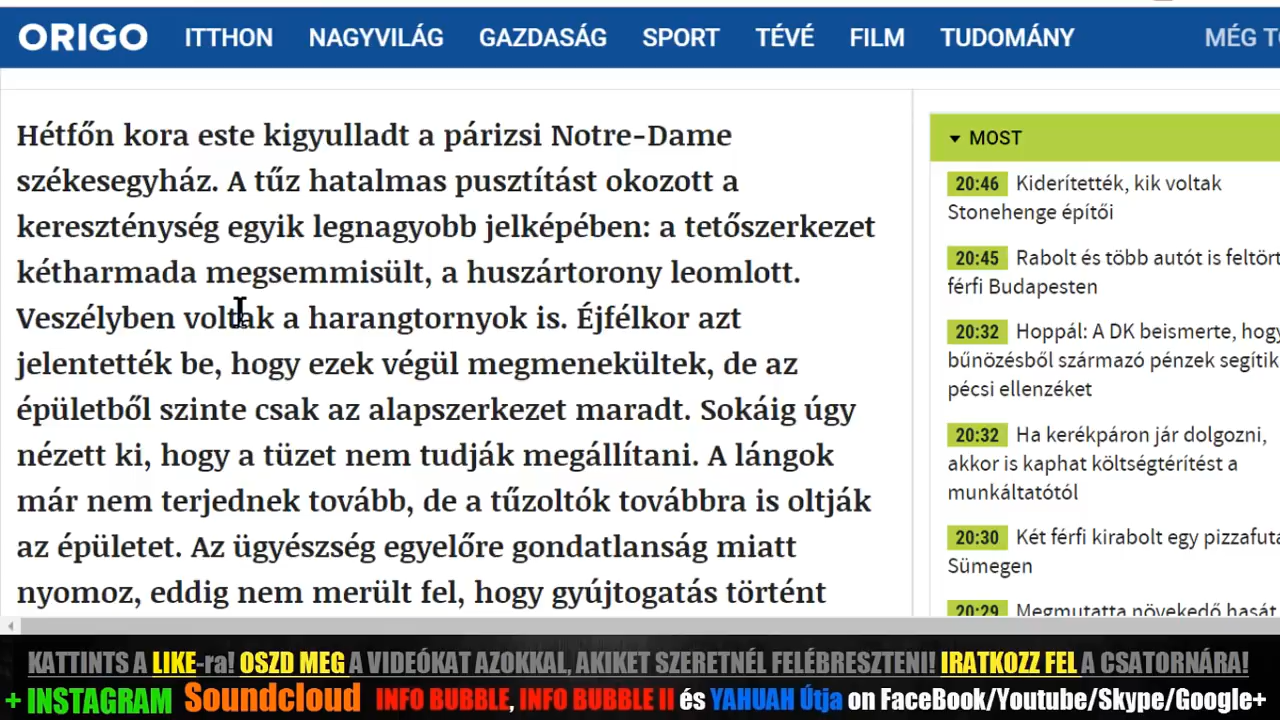 ORIGO ITTHON NAGYVILÁG GAZDASÁG SPORT TÉVÉ FILM TUDOMÁNY MÉG
Hétfőn kora este kigyulladt a párizsi Notre-Dame
székesegyház. A tűz hatalmas pusztítást okozott a
kereszténység egyik legnagyobb jelképében: a tetőszerkezet
kétharmada megsemmisült, a huszártorony leomlott.
Veszélyben voltak a harangtornyok is. Éjfélkor azt
jelentették be, hogy ezek végül megmenekültek, de az
épületből szinte csak az alapszerkezet maradt. Sokáig úgy
nézett ki, hogy a tüzet nem tudják megállítani. A lángok
már nem terjednek tovább, de a tűzoltók továbbra is oltják
az épületet. Az ügyészség egyelőre gondatlanság miatt
nyomoz, eddig nem merült fel, hogy gyújtogatás történt
MOST
20:46 Kiderítették, kik voltak
Stonehenge építői
20:45 Rabolt és több autót is feltört
férfi Budapesten
20:32 Hoppál: A DK beismerte, hogy
bűnözésből származó pénzek segítik
pécsi ellenzéket
20:32 Ha kerékpáron jár dolgozni,
akkor is kaphat költségtérítést a
munkáltatótól
20:30 Két férfi kirabolt egy pizzafutá
Sümegen
20:29 Megmutatta növekedő hasát
KATTINTS A LIKE-ra! OSZD MEG A VIDEÓKAT AZOKKAL, AKIKET SZERETNÉL FELÉBRESZTENI! IRATKOZZ FEL A CSATORNÁRA!
+ INSTAGRAM Soundcloud INFO BUBBLE, INFO BUBBLE II és YAHUAH Útja on FaceBook/Youtube/Skype/Google+